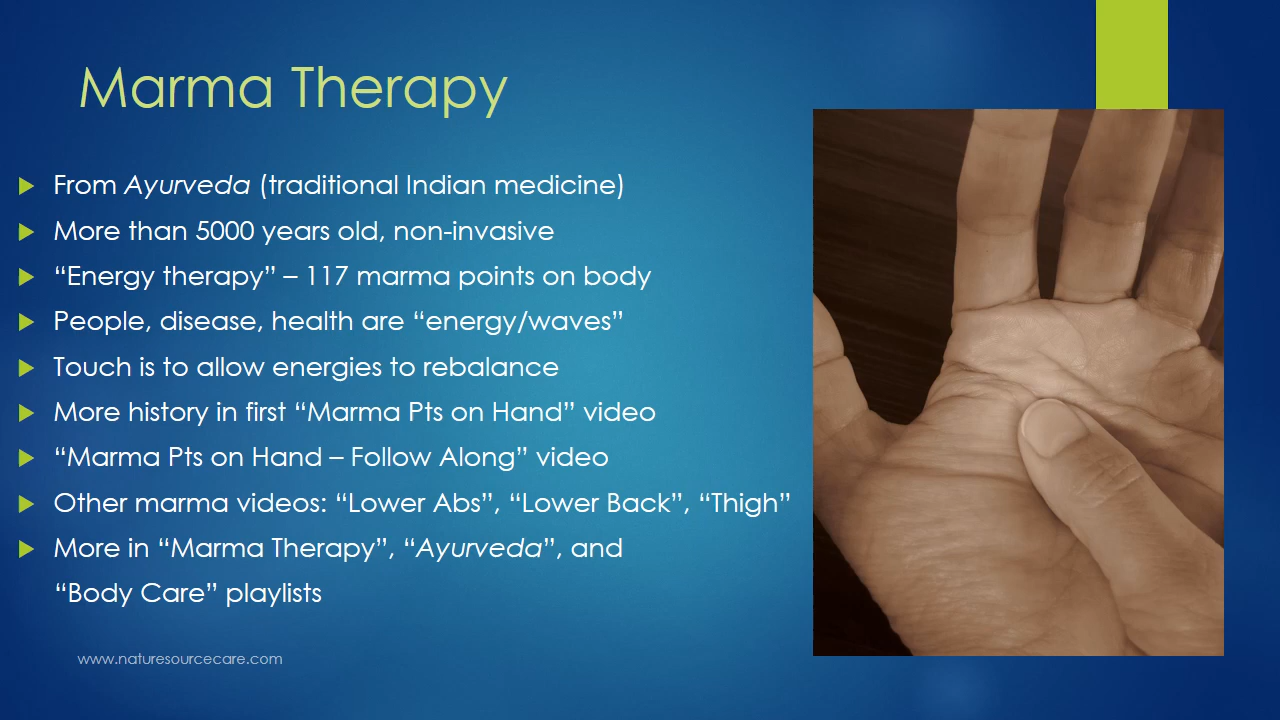 Marma Therapy
From Ayurveda (traditional Indian medicine)
More than 5000 years old, non-invasive
“Energy therapy” – 117 marma points on body
People, disease, health are “energy/waves”
Touch is to allow energies to rebalance
More history in first “Marma Pts on Hand” video
“Marma Pts on Hand – Follow Along” video
Other marma videos: “Lower Abs”, “Lower Back”, “Thigh”
More in “Marma Therapy”, “Ayurveda”, and
“Body Care” playlists
www.naturesourcecare.com